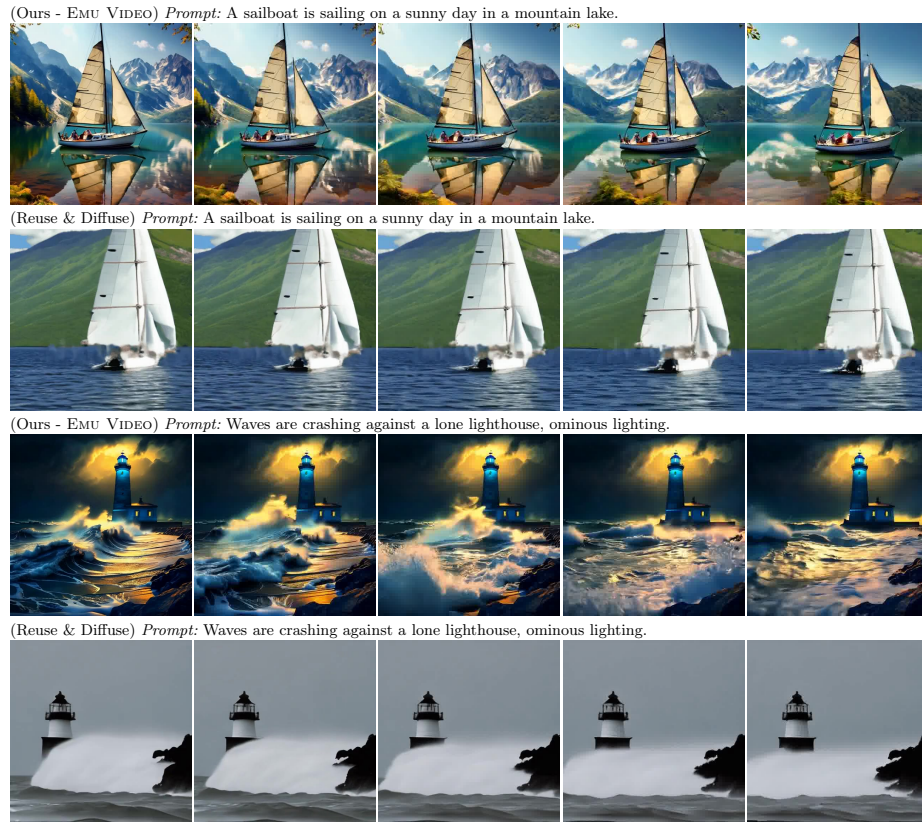 (Ours - EMU VIDEO) Prompt: A sailboat is sailing on a sunny day in a mountain lake.
(Reuse & Diffuse) Prompt: A sailboat is sailing on a sunny day in a mountain lake.
(Ours - EMU VIDEO) Prompt: Waves are crashing against a lone lighthouse, ominous lighting.
(Reuse & Diffuse) Prompt: Waves are crashing against a lone lighthouse, ominous lighting.